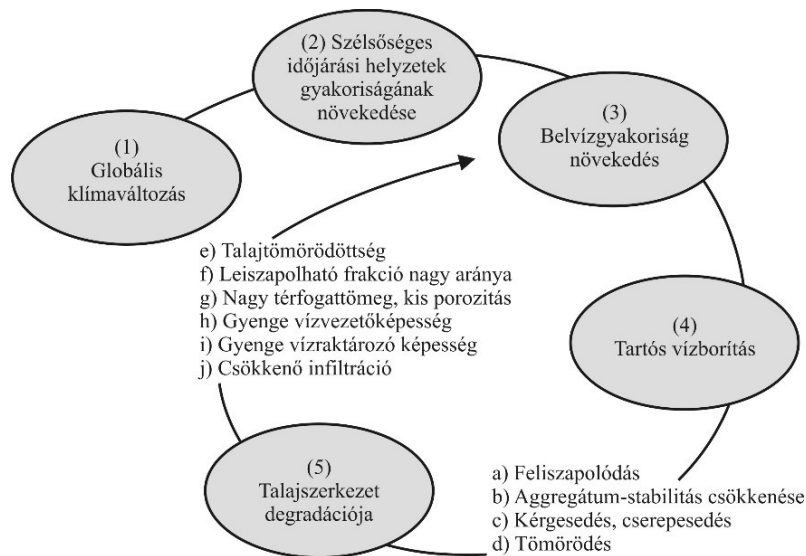 (1)
Globális
klímaváltozás
(2) Szélsőséges
időjárási helyzetek
gyakoriságának
növekedése
(3)
Belvízgyakoriság
növekedés
e) Talajtömörödöttség
f) Leiszapolható frakció nagy aránya
g) Nagy térfogattömeg, kis porozitás
h) Gyenge vízvezetőképesség
i) Gyenge vízraktározó képesség
j) Csökkenő infiltráció
(4)
Tartós vízborítás
(5)
Talajszerkezet
degradációja
a) Feliszapolódás
b) Aggregátum-stabilitás csökkenése
c) Kérgesedés, cserepesedés
d) Tömörödés